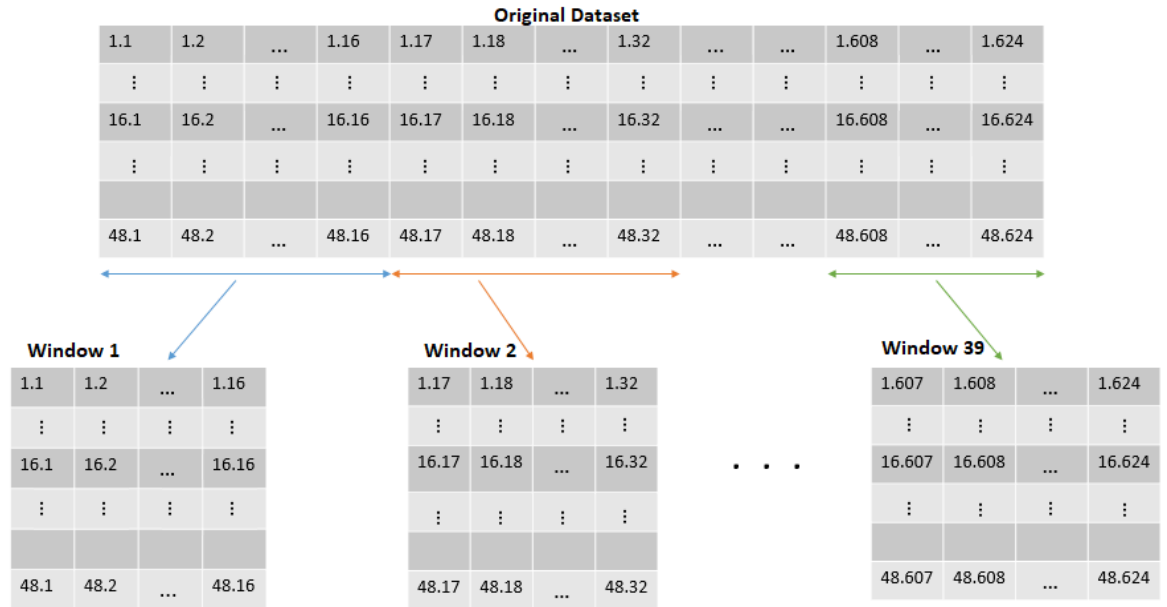 Original Dataset
1.1 1.2 ... 1.16 1.17 1.18 ... 1.32 ... ... 1.608 ... 1.624
⋮ ⋮ ⋮ ⋮ ⋮ ⋮ ⋮ ⋮ ⋮ ⋮ ⋮ ⋮ ⋮
16.1 16.2 ... 16.16 16.17 16.18 ... 16.32 ... ... 16.608 ... 16.624
⋮ ⋮ ⋮ ⋮ ⋮ ⋮ ⋮ ⋮ ⋮ ⋮ ⋮ ⋮ ⋮
48.1 48.2 ... 48.16 48.17 48.18 ... 48.32 ... ... 48.608 ... 48.624
Window 1
1.1 1.2 ... 1.16
⋮ ⋮ ⋮ ⋮
16.1 16.2 ... 16.16
⋮ ⋮ ⋮ ⋮
48.1 48.2 ... 48.16
Window 2
1.17 1.18 ... 1.32
⋮ ⋮ ⋮ ⋮
16.17 16.18 ... 16.32
⋮ ⋮ ⋮ ⋮
48.17 48.18 ... 48.32
. . .
Window 39
1.607 1.608 ... 1.624
⋮ ⋮ ⋮ ⋮
16.607 16.608 ... 16.624
⋮ ⋮ ⋮ ⋮
48.607 48.608 ... 48.624